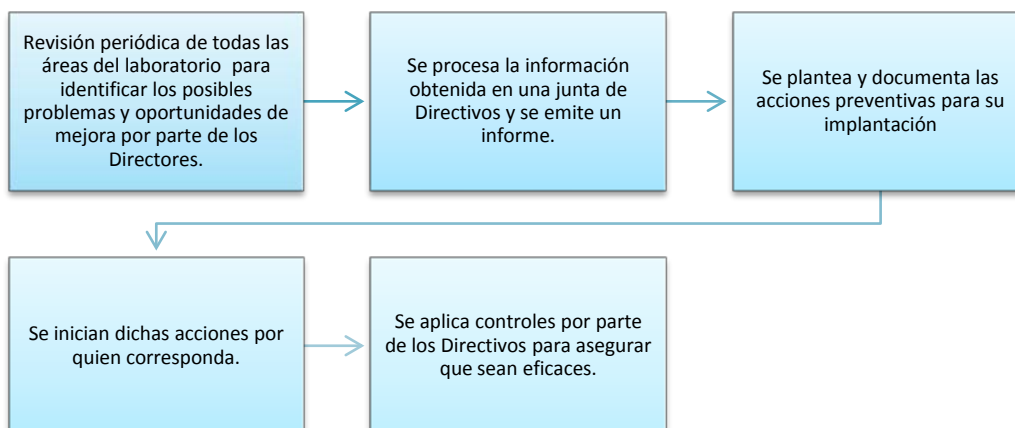 Revisión periódica de todas las
áreas del laboratorio para
identificar los posibles
problemas y oportunidades de
mejora por parte de los
Directores.
Se procesa la información
obtenida en una junta de
Directivos y se emite un
informe.
Se plantea y documenta las
acciones preventivas para su
implantación
Se inician dichas acciones por
quien corresponda.
Se aplica controles por parte
de los Directivos para asegurar
que sean eficaces.